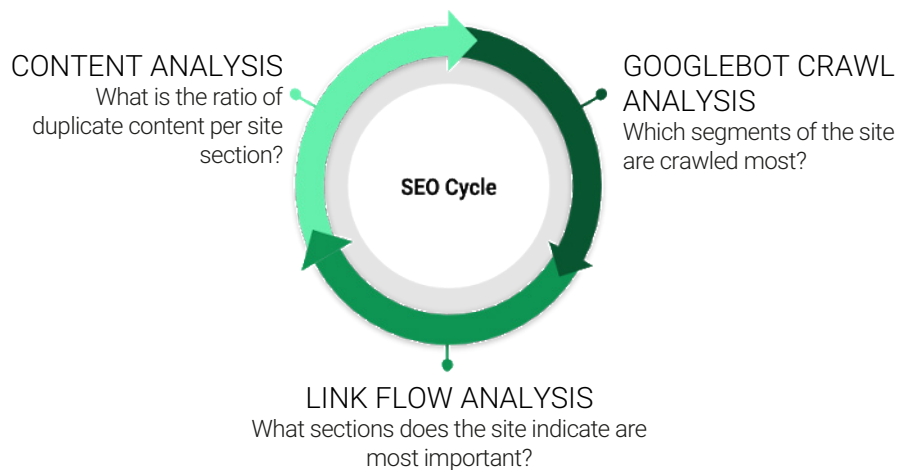 CONTENT ANALYSIS
What is the ratio of
duplicate content per site
section?
GOOGLEBOT CRAWL
ANALYSIS
Which segments of the site
are crawled most?
SEO Cycle
LINK FLOW ANALYSIS
What sections does the site indicate are
most important?